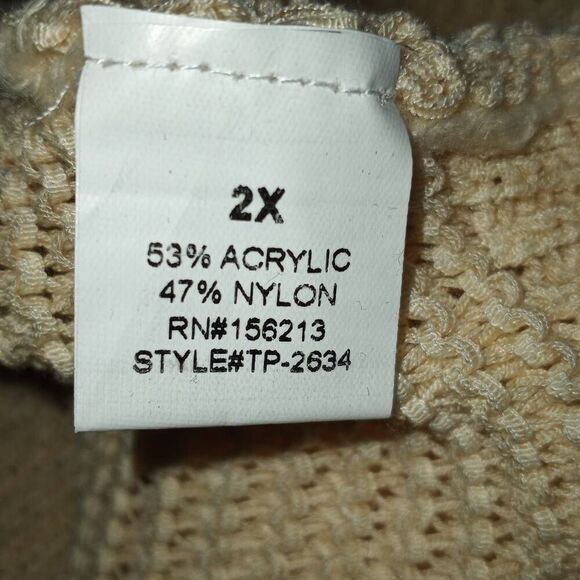 2X
53% ACRYLIC
47% NYLON
RN#156213
STYLE#TP-2634